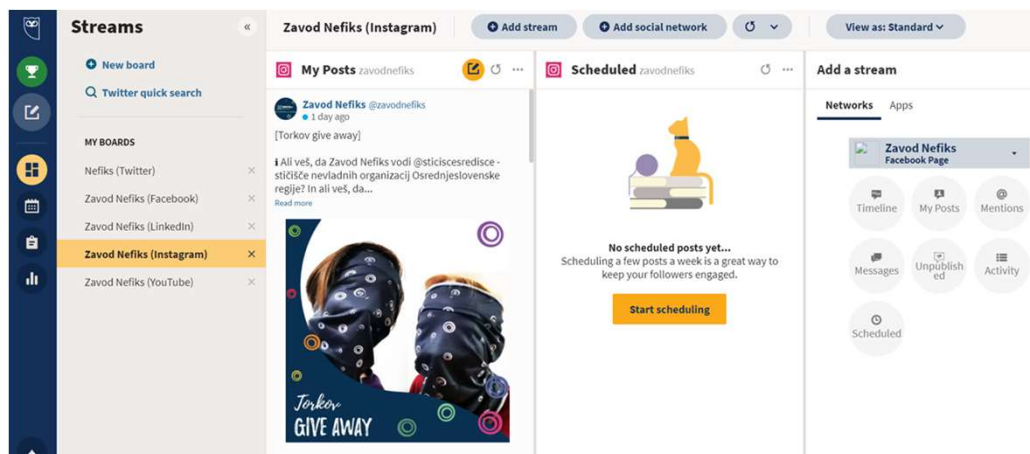 Streams
«
New board
Twitter quick search
MY BOARDS
Nefiks (Twitter)
Zavod Nefiks (Facebook)
Zavod Nefiks (LinkedIn)
Zavod Nefiks (Instagram)
Zavod Nefiks (YouTube)
Zavod Nefiks (Instagram)
Add stream
Add social network
View as: Standard
My Posts zavodnefiks
Zavod Nefiks @zavodnefiks
1 day ago
[Torkov give away]
ℹ Ali veš, da Zavod Nefiks vodi @sticiscesredisce -
stičišče nevladnih organizacij Osrednjeslovenske
regije? In ali veš, da...
Read more
Torkov
GIVE AWAY
Scheduled zavodnefiks
No scheduled posts yet...
Scheduling a few posts a week is a great way to
keep your followers engaged.
Start scheduling
Add a stream
Networks Apps
Zavod Nefiks
Facebook Page
Timeline
My Posts
Mentions
Messages
Unpublish
ed
Activity
Scheduled